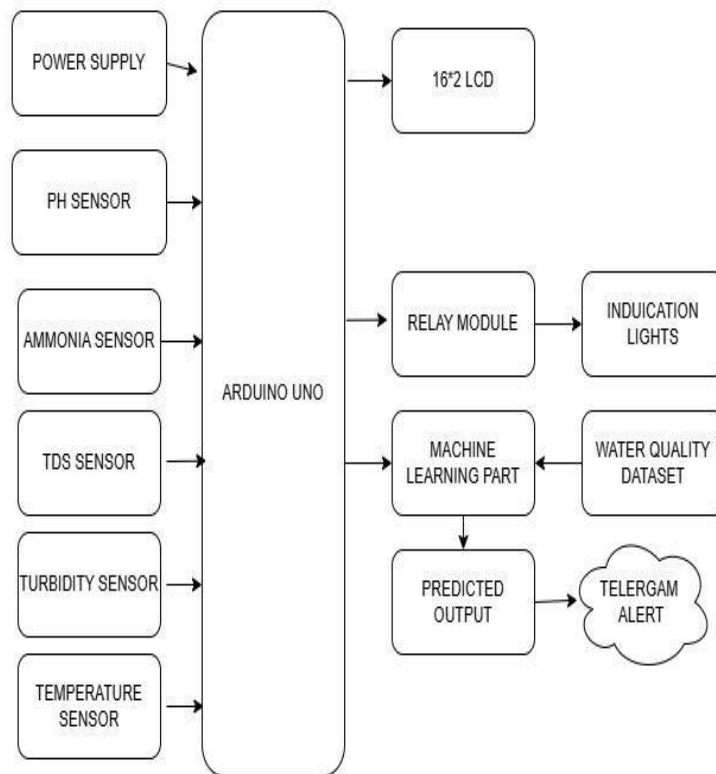 POWER SUPPLY
PH SENSOR
AMMONIA SENSOR
TDS SENSOR
TURBIDITY SENSOR
TEMPERATURE
SENSOR
ARDUINO UNO
16*2 LCD
RELAY MODULE
INDUICATION
LIGHTS
MACHINE
LEARNING PART
WATER QUALITY
DATASET
PREDICTED
OUTPUT
TELERGAM
ALERT